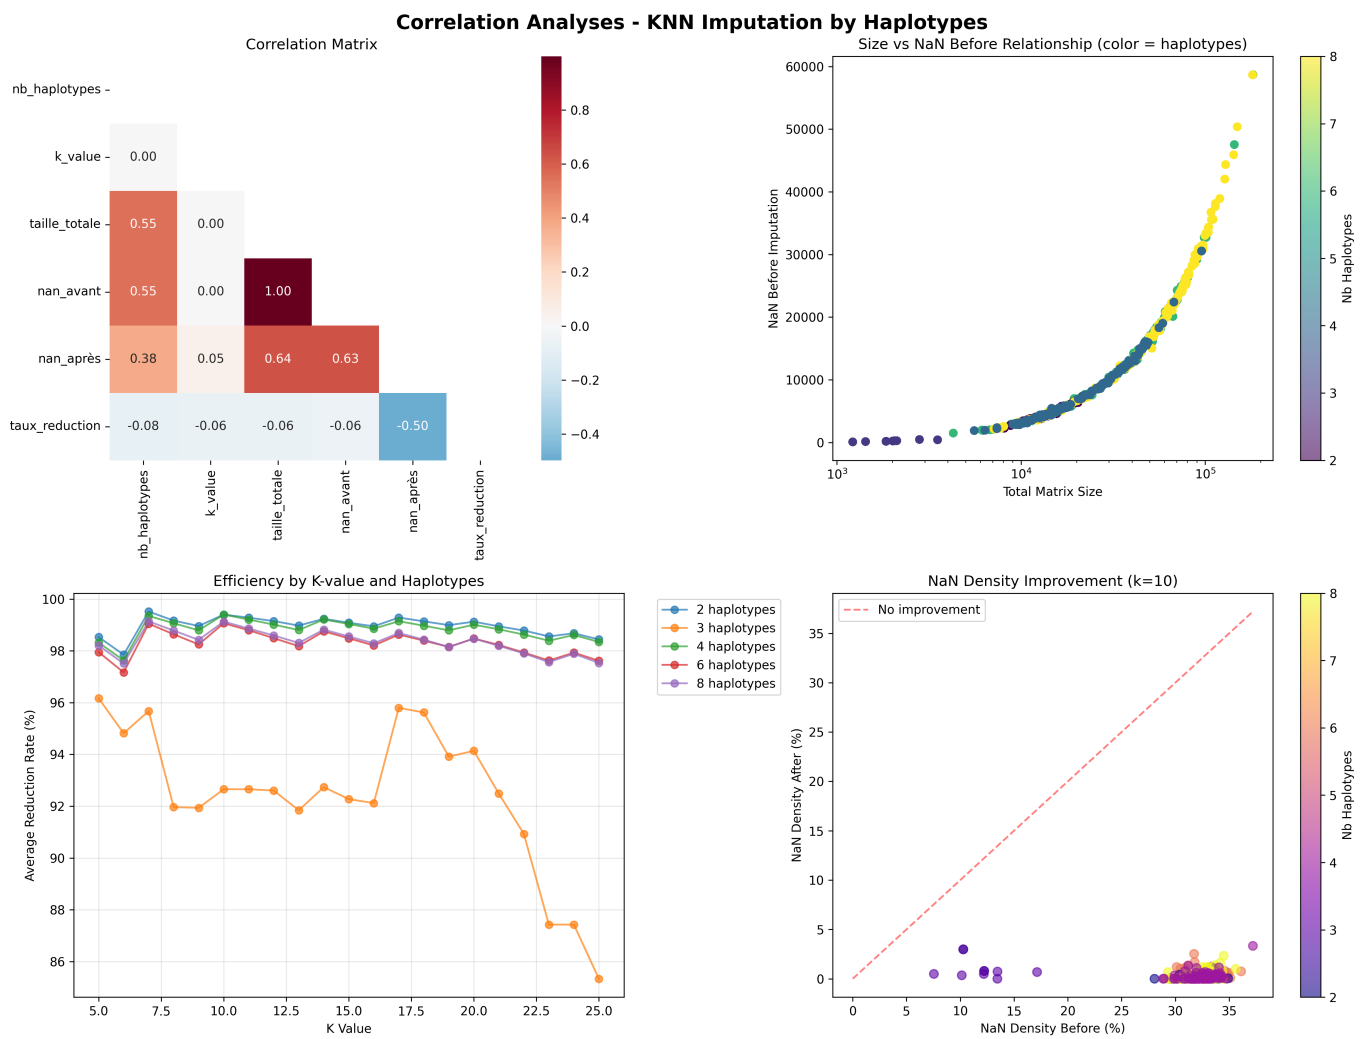 Correlation Analyses - KNN Imputation by Haplotypes
Correlation Matrix
nb_haplotypes
k_value
taille_totale
nan_avant
nan_après
taux_reduction
0.00
0.55 0.00
0.55 0.00 1.00
0.38 0.05 0.64 0.63
-0.08 -0.06 -0.06 -0.06 -0.50
nb_haplotypes
k_value
taille_totale
nan_avant
nan_après
taux_reduction
0.8
0.6
0.4
0.2
0.0
−0.2
−0.4
Size vs NaN Before Relationship (color = haplotypes)
NaN Before Imputation
60000
50000
40000
30000
20000
10000
0
10³ 10⁴ 10⁵
Total Matrix Size
8
7
6
5
4
3
2
Nb Haplotypes
Efficiency by K-value and Haplotypes
Average Reduction Rate (%)
100
98
96
94
92
90
88
86
5.0 7.5 10.0 12.5 15.0 17.5 20.0 22.5 25.0
K Value
2 haplotypes
3 haplotypes
4 haplotypes
6 haplotypes
8 haplotypes
NaN Density Improvement (k=10)
No improvement
NaN Density After (%)
35
30
25
20
15
10
5
0
0 5 10 15 20 25 30 35
NaN Density Before (%)
8
7
6
5
4
3
2
Nb Haplotypes